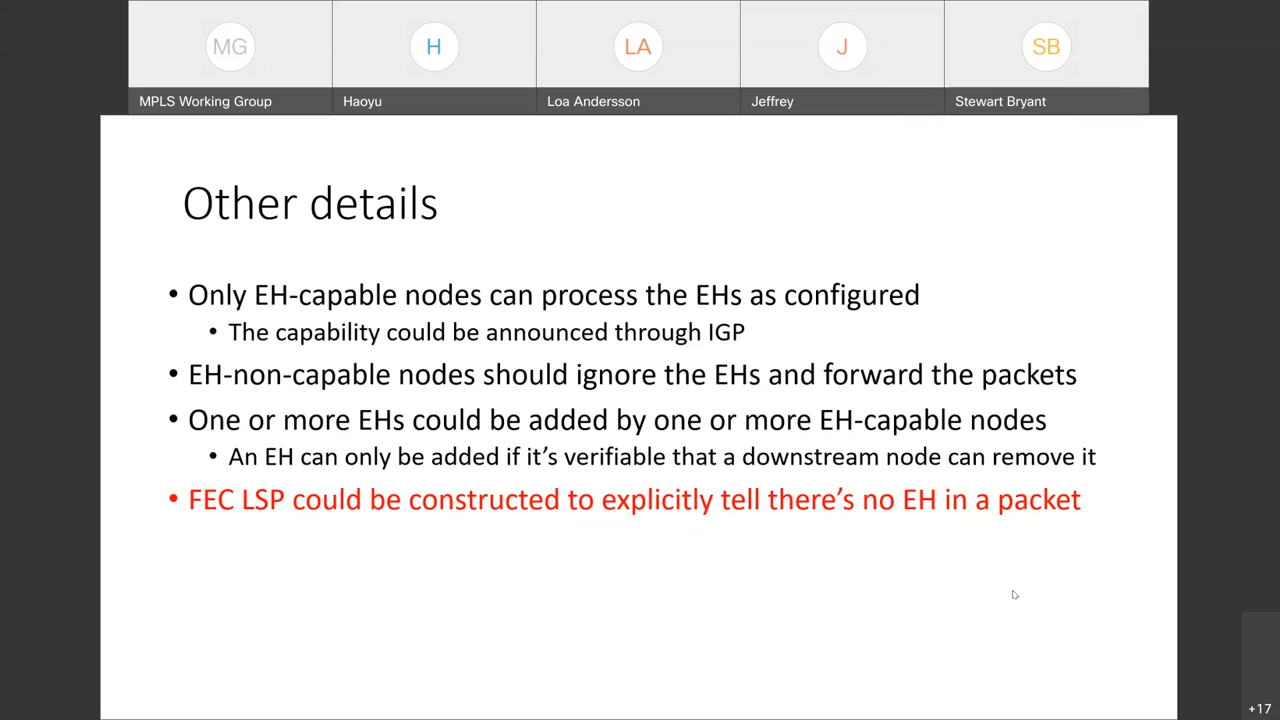 MG
H
LA
J
SB
MPLS Working Group
Haoyu
Loa Andersson
Jeffrey
Stewart Bryant
Other details
• Only EH-capable nodes can process the EHs as configured
• The capability could be announced through IGP
• EH-non-capable nodes should ignore the EHs and forward the packets
• One or more EHs could be added by one or more EH-capable nodes
• An EH can only be added if it’s verifiable that a downstream node can remove it
• FEC LSP could be constructed to explicitly tell there’s no EH in a packet
+17